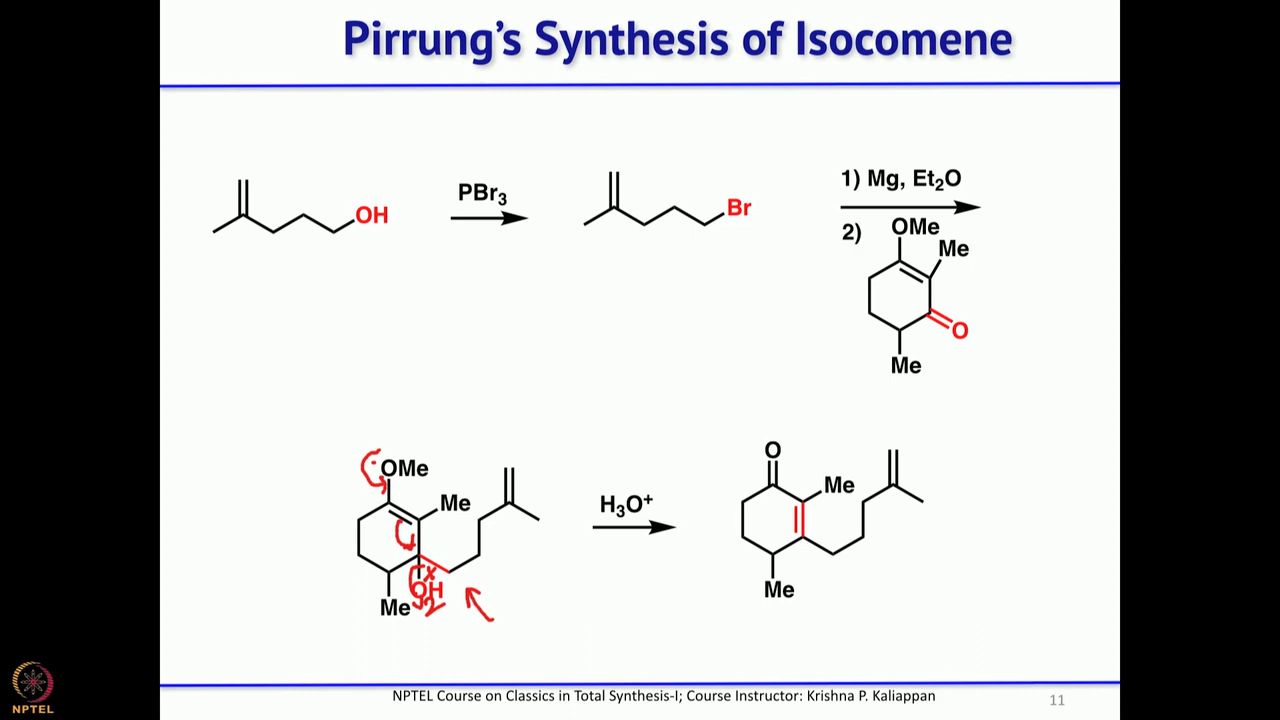 Pirrung's Synthesis of Isocomene
OH
PBr3
Br
1) Mg, Et2O
2)
OMe
Me
O
Me
OMe
Me
OH
Me
H3O+
O
Me
Me
NPTEL
NPTEL Course on Classics in Total Synthesis-I; Course Instructor: Krishna P. Kaliappan
11